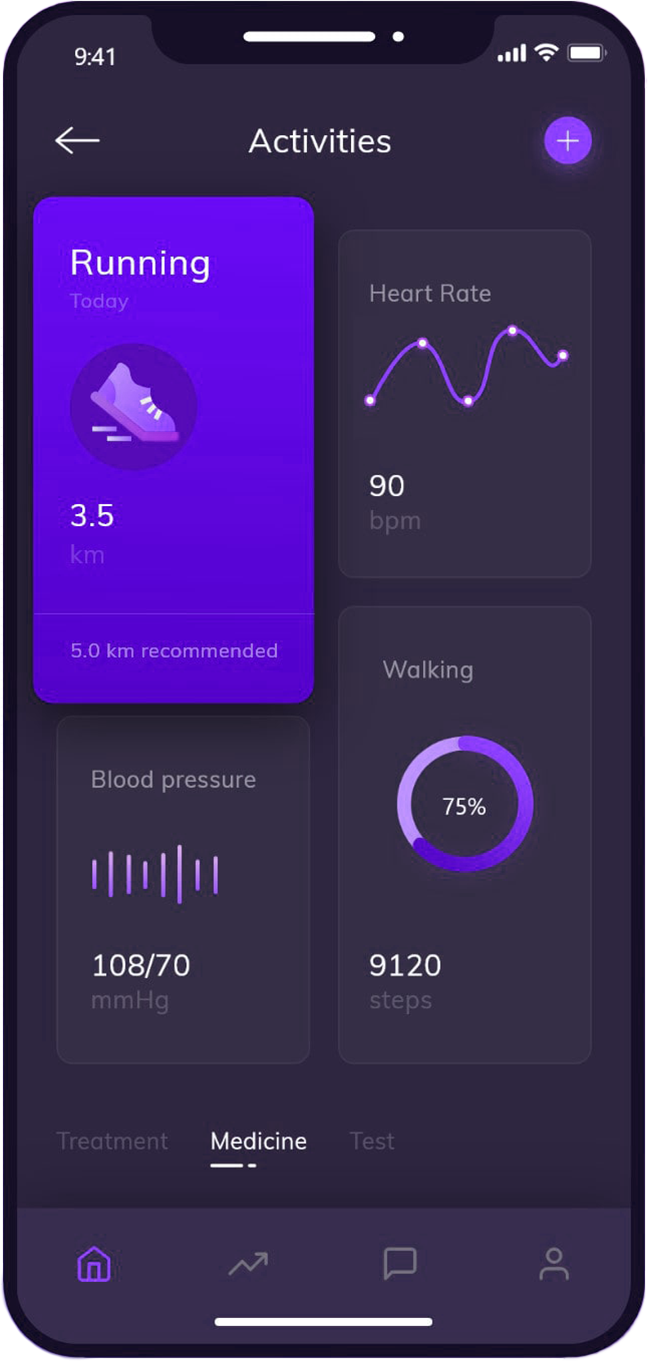 9:41
Activities
Running
Today
3.5
km
5.0 km recommended
Heart Rate
90
bpm
Blood pressure
108/70
mmHg
Walking
75%
9120
steps
Treatment Medicine Test